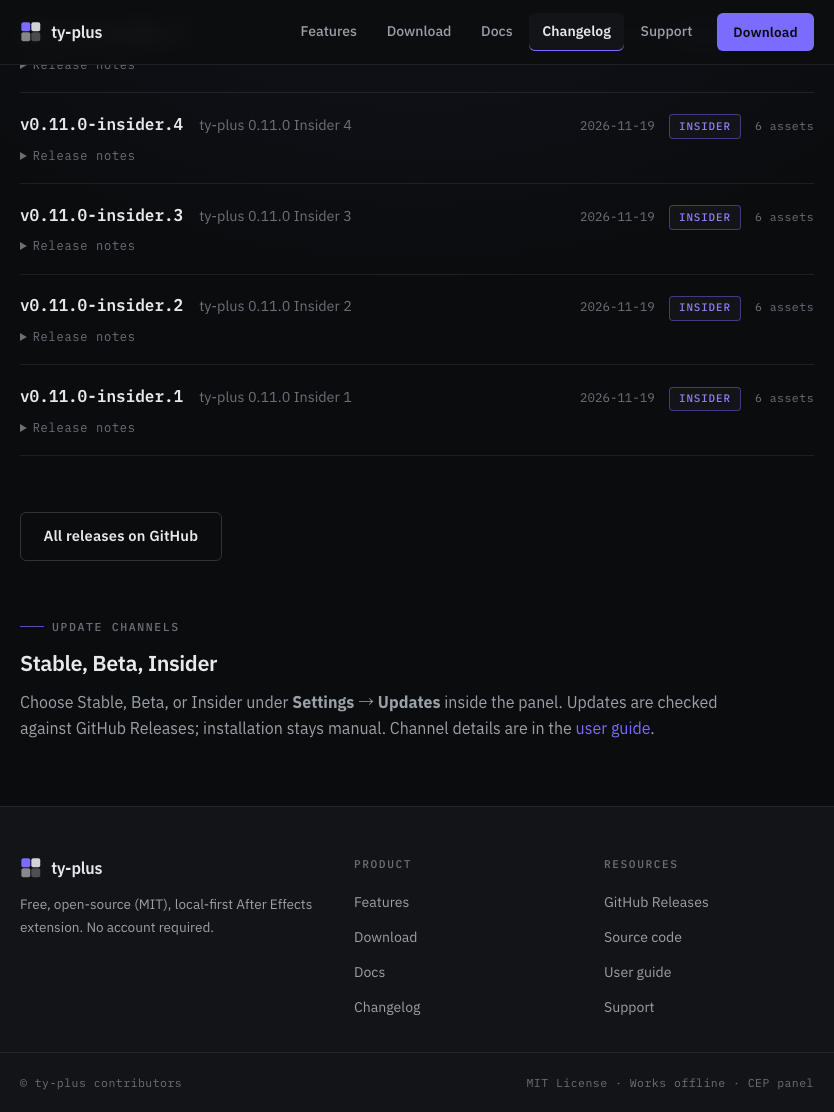 ty-plus
Features
Download
Docs
Changelog
Support
Download
Release notes
v0.11.0-insider.4 ty-plus 0.11.0 Insider 4 2026-11-19 INSIDER 6 assets
Release notes
v0.11.0-insider.3 ty-plus 0.11.0 Insider 3 2026-11-19 INSIDER 6 assets
Release notes
v0.11.0-insider.2 ty-plus 0.11.0 Insider 2 2026-11-19 INSIDER 6 assets
Release notes
v0.11.0-insider.1 ty-plus 0.11.0 Insider 1 2026-11-19 INSIDER 6 assets
Release notes
All releases on GitHub
UPDATE CHANNELS
Stable, Beta, Insider
Choose Stable, Beta, or Insider under Settings → Updates inside the panel. Updates are checked
against GitHub Releases; installation stays manual. Channel details are in the user guide.
ty-plus
Free, open-source (MIT), local-first After Effects
extension. No account required.
PRODUCT
Features
Download
Docs
Changelog
RESOURCES
GitHub Releases
Source code
User guide
Support
© ty-plus contributors
MIT License · Works offline · CEP panel